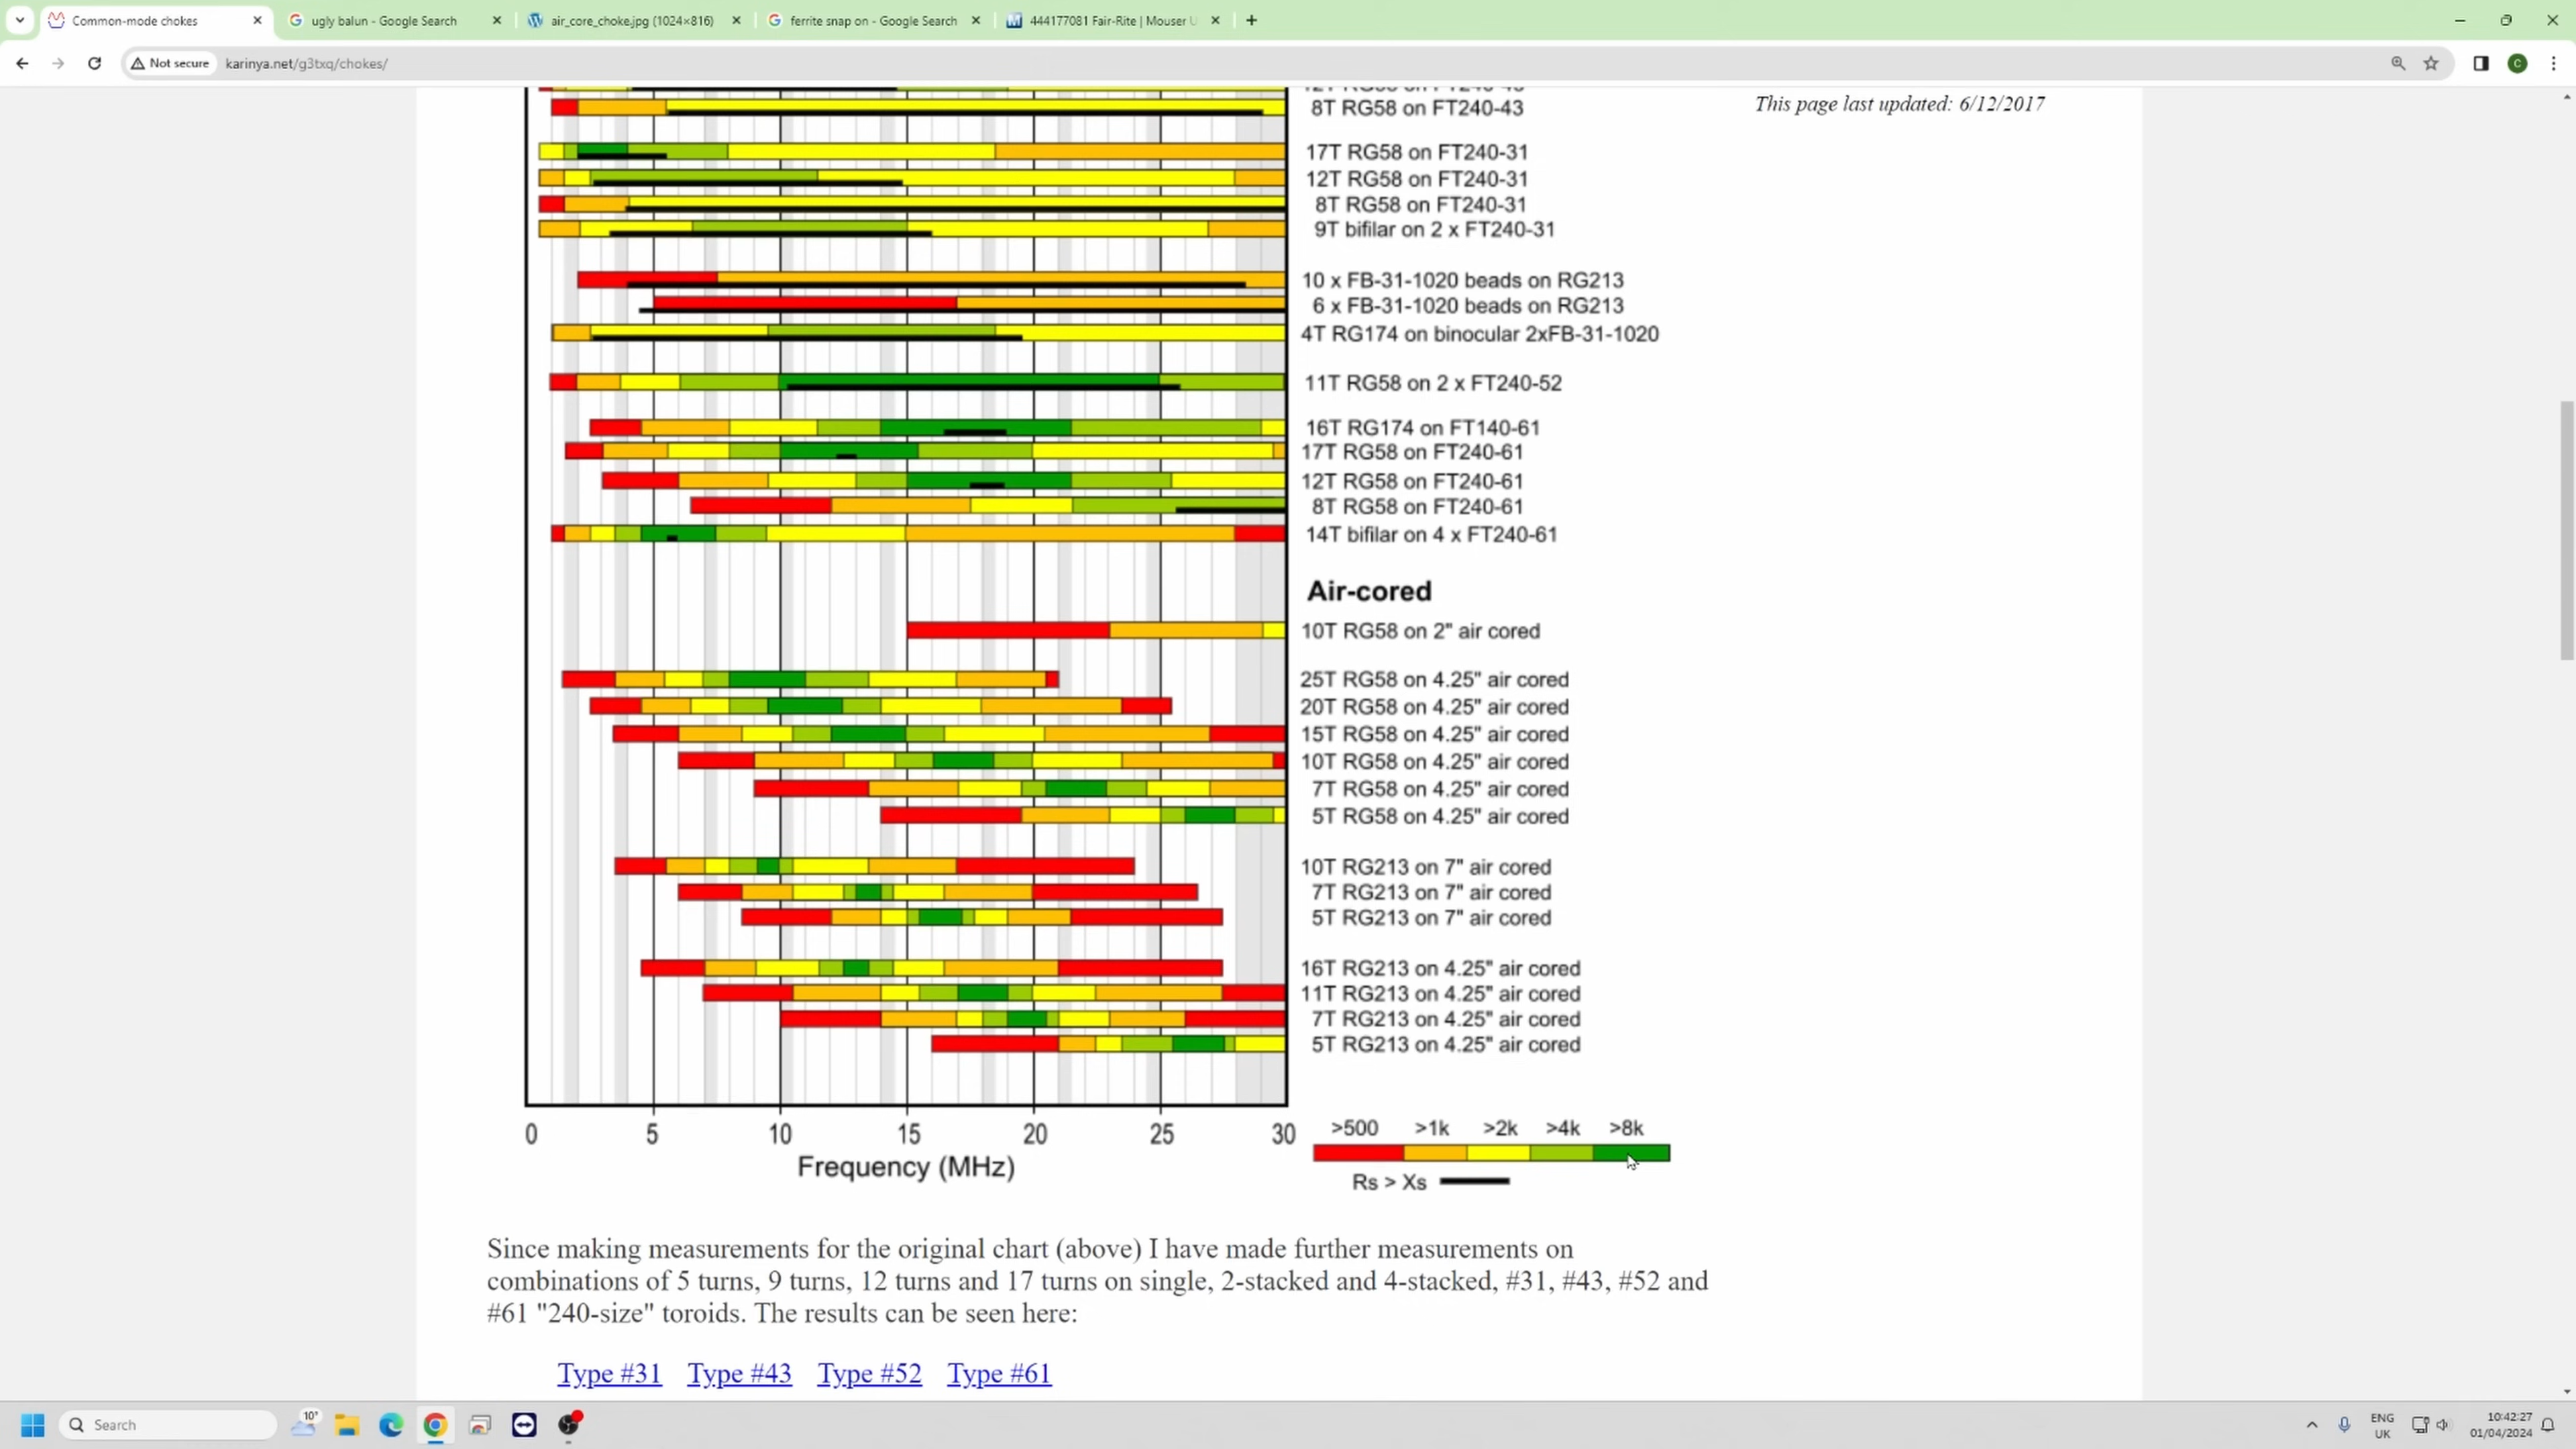 Common-mode chokes
ugly balun - Google Search
air_core_choke.jpg (1024×816)
ferrite snap on - Google Search
444177081 Fair-Rite | Mouser U
Not secure
karinya.net/g3txq/chokes/
C
This page last updated: 6/12/2017
8T RG58 on FT240-43
17T RG58 on FT240-31
12T RG58 on FT240-31
8T RG58 on FT240-31
9T bifilar on 2 x FT240-31
10 x FB-31-1020 beads on RG213
6 x FB-31-1020 beads on RG213
4T RG174 on binocular 2xFB-31-1020
11T RG58 on 2 x FT240-52
16T RG174 on FT140-61
17T RG58 on FT240-61
12T RG58 on FT240-61
8T RG58 on FT240-61
14T bifilar on 4 x FT240-61
Air-cored
10T RG58 on 2" air cored
25T RG58 on 4.25" air cored
20T RG58 on 4.25" air cored
15T RG58 on 4.25" air cored
10T RG58 on 4.25" air cored
7T RG58 on 4.25" air cored
5T RG58 on 4.25" air cored
10T RG213 on 7" air cored
7T RG213 on 7" air cored
5T RG213 on 7" air cored
16T RG213 on 4.25" air cored
11T RG213 on 4.25" air cored
7T RG213 on 4.25" air cored
5T RG213 on 4.25" air cored
0 5 10 15 20 25 30
Frequency (MHz)
>500 >1k >2k >4k >8k
Rs > Xs
Since making measurements for the original chart (above) I have made further measurements on
combinations of 5 turns, 9 turns, 12 turns and 17 turns on single, 2-stacked and 4-stacked, #31, #43, #52 and
#61 "240-size" toroids. The results can be seen here:
Type #31 Type #43 Type #52 Type #61
Search
10°
ENG
UK
10:42:27
01/04/2024